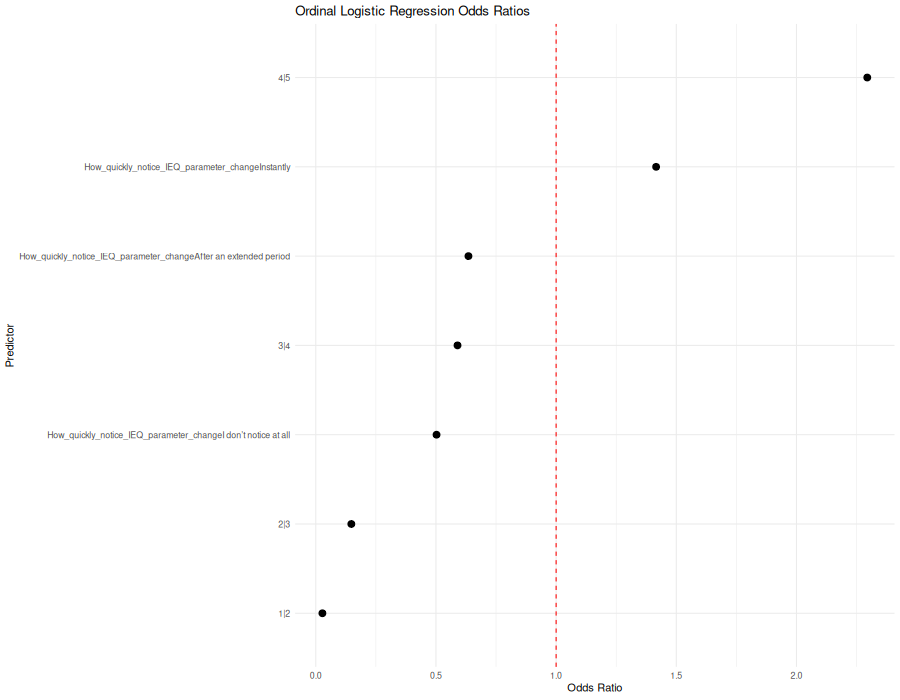 Ordinal Logistic Regression Odds Ratios
4|5
How_quickly_notice_IEQ_parameter_changeInstantly
How_quickly_notice_IEQ_parameter_changeAfter an extended period
Predictor
3|4
How_quickly_notice_IEQ_parameter_changeI don't notice at all
2|3
1|2
0.0 0.5 1.0 1.5 2.0
Odds Ratio